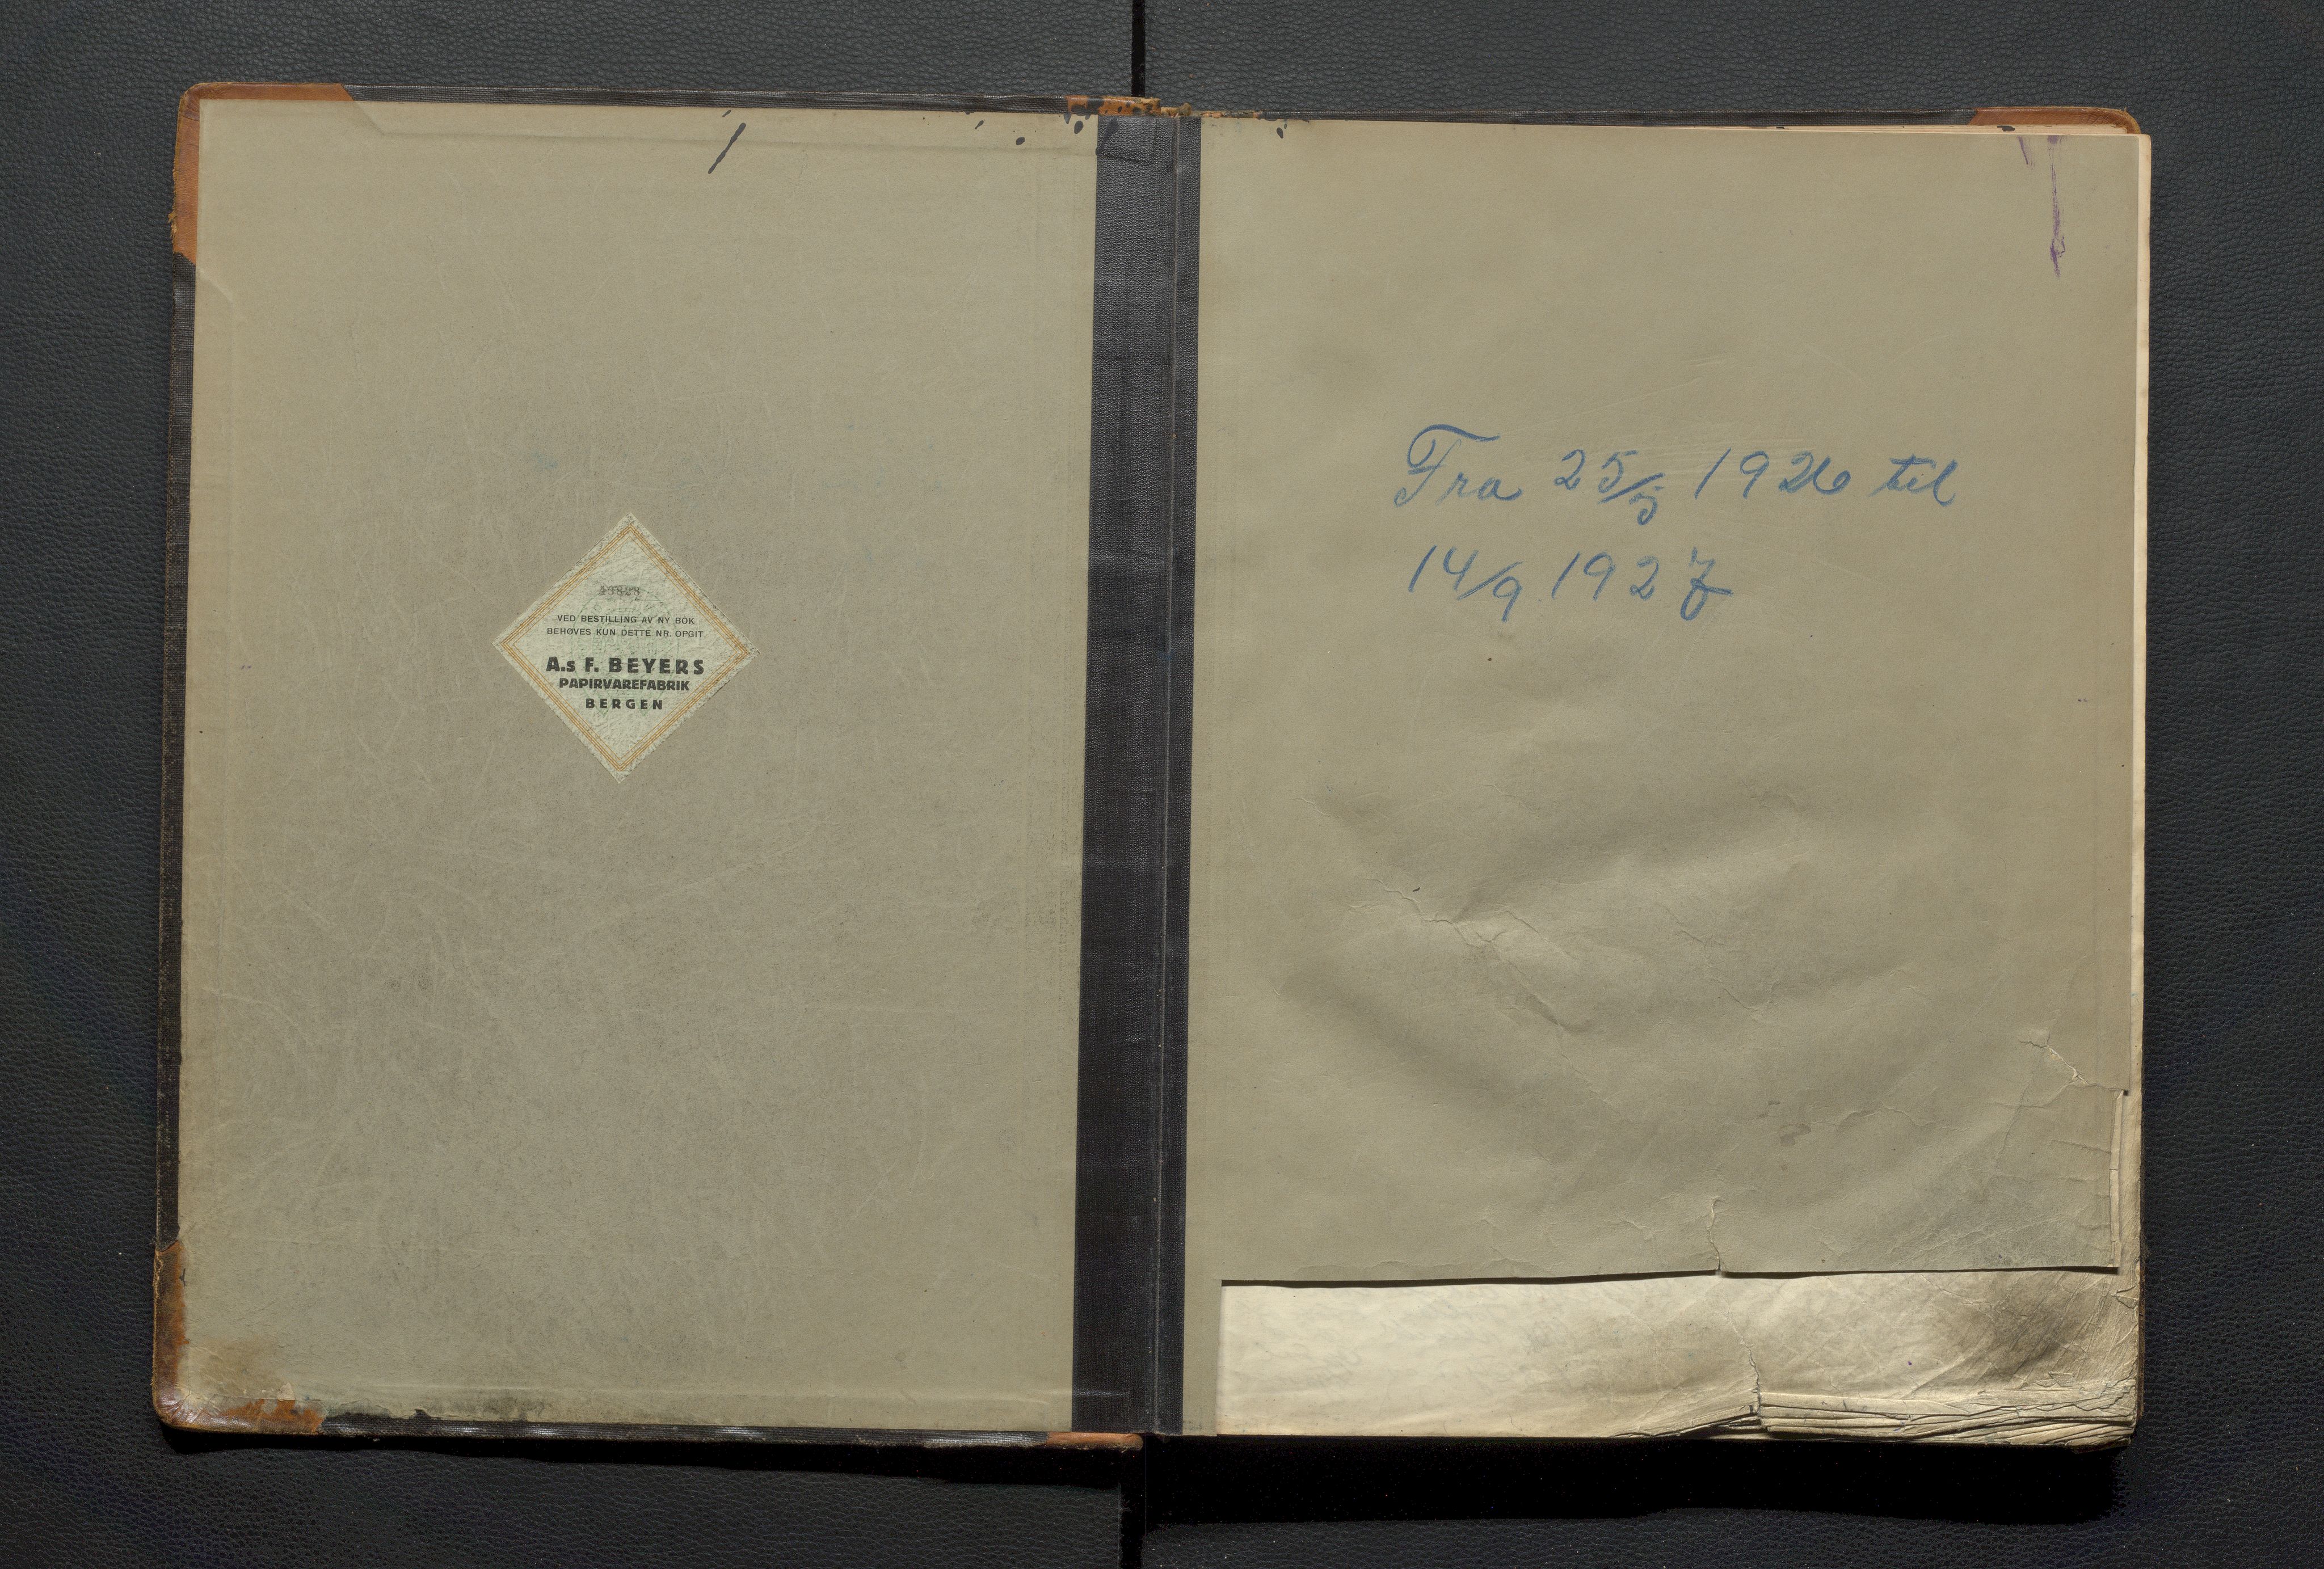 VED BESTILLING AV NY BOK
BEHØVES KUN DETTE NR. OPGIT
A.s F. BEYERS
PAPIRVAREFABRIK
BERGEN
Fra 25/5 1926 til
14/9 1927